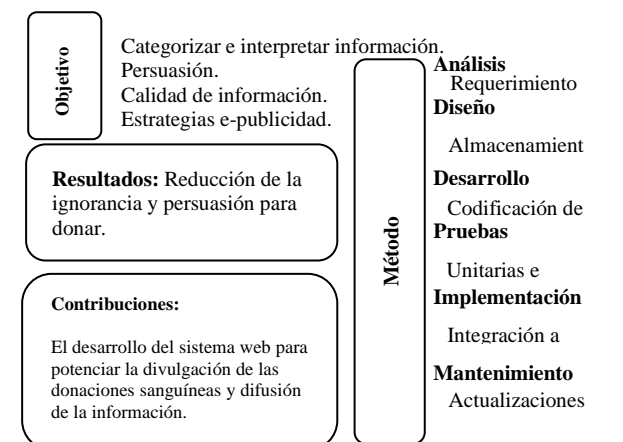 Objetivo
Categorizar e interpretar información.
Persuasión.
Calidad de información.
Estrategias e-publicidad.
Resultados: Reducción de la
ignorancia y persuasión para
donar.
Contribuciones:
El desarrollo del sistema web para
potenciar la divulgación de las
donaciones sanguíneas y difusión
de la información.
Método
Análisis
Requerimiento
Diseño
Almacenamient
Desarrollo
Codificación de
Pruebas
Unitarias e
Implementación
Integración a
Mantenimiento
Actualizaciones